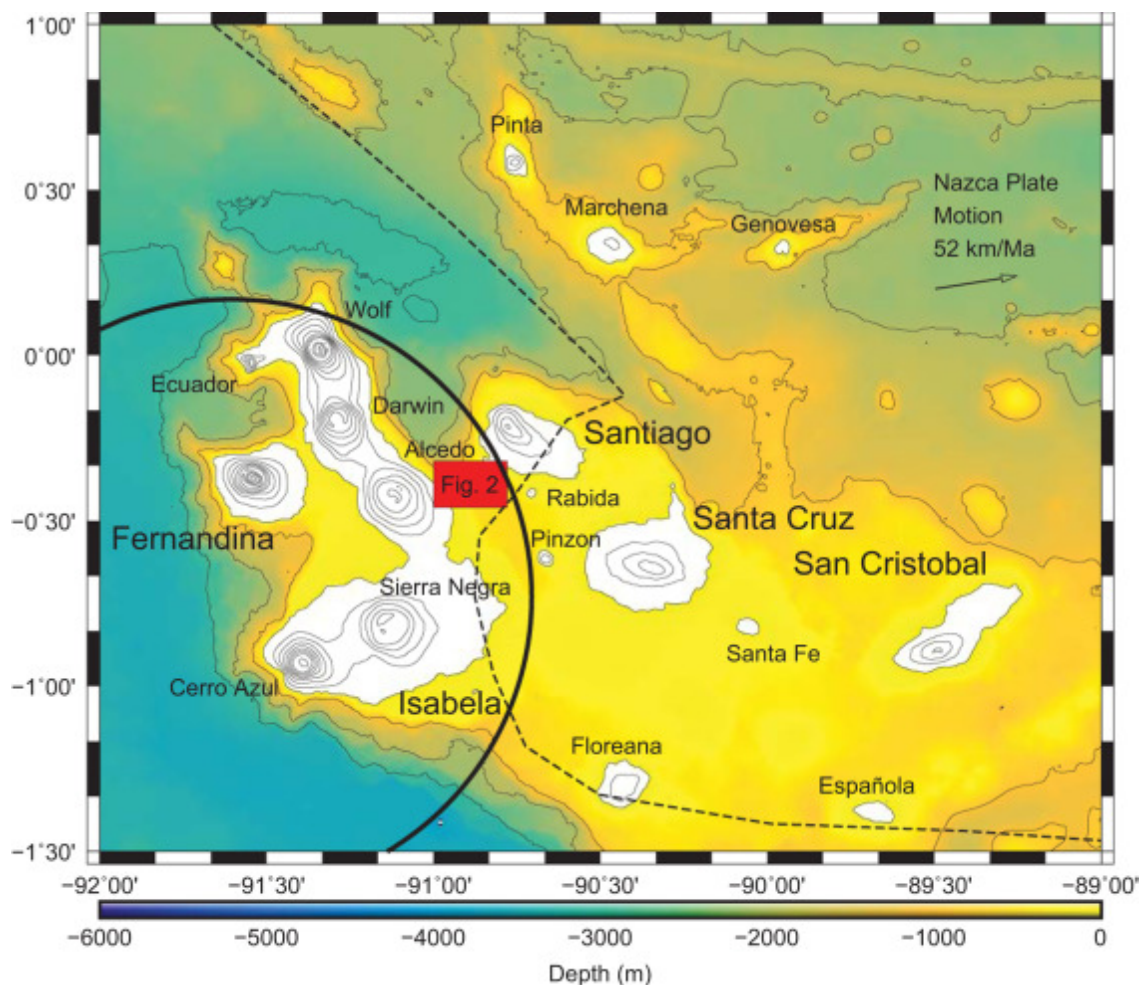 1˚00'
0˚30'
0˚00'
−0˚30'
−1˚00'
−1˚30'
Pinta
Marchena
Genovesa
Nazca Plate
Motion
52 km/Ma
Wolf
Ecuador
Darwin
Alcedo
Santiago
Fig. 2
Rabida
Fernandina
Pinzon
Santa Cruz
San Cristobal
Sierra Negra
Santa Fe
Cerro Azul
Isabela
Floreana
Española
−92˚00'
−91˚30'
−91˚00'
−90˚30'
−90˚00'
−89˚30'
−89˚00'
−6000
−5000
−4000
−3000
−2000
−1000
0
Depth (m)